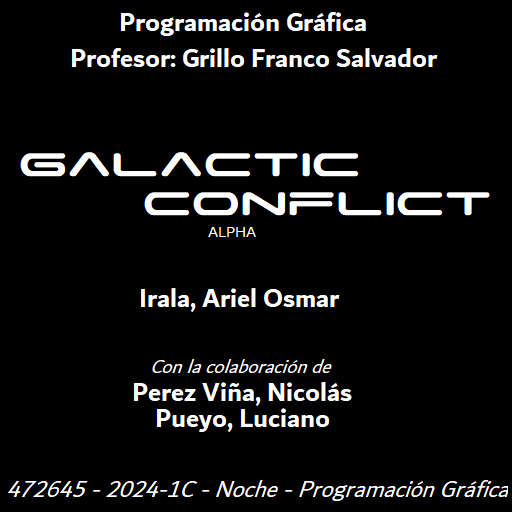 Programación Gráfica
Profesor: Grillo Franco Salvador
GALACTIC
CONFLICT
ALPHA
Irala, Ariel Osmar
Con la colaboración de
Perez Viña, Nicolás
Pueyo, Luciano
472645 - 2024-1C - Noche - Programación Gráfica